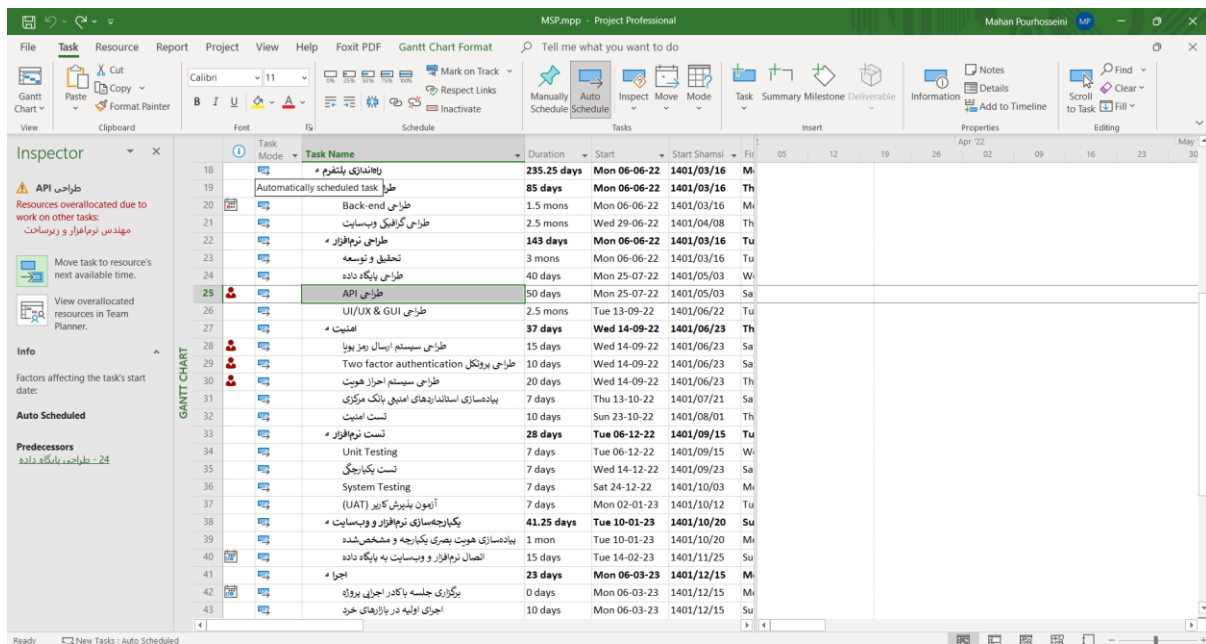 MSP.mpp - Project Professional
Mahan Pourhosseini MP
File Task Resource Report Project View Help Foxit PDF Gantt Chart Format Tell me what you want to do
Gantt Chart
View
Paste
Cut
Copy
Format Painter
Clipboard
Calibri 11
B I U A
Font
0% 25% 50% 75% 100%
Mark on Track
Respect Links
Inactivate
Schedule
Manually Schedule
Auto Schedule
Inspect Move Mode
Tasks
Task Summary Milestone Deliverable
Insert
Information
Notes
Details
Add to Timeline
Properties
Scroll to Task
Find
Clear
Fill
Editing
Inspector
طراحی API
Resources overallocated due to
work on other tasks:
مهندس نرم‌افزار و زیرساخت
Move task to resource's
next available time.
View overallocated
resources in Team
Planner.
Info
Factors affecting the task's start
date:
Auto Scheduled
Predecessors
24 - طراحی پایگاه داده
GANTT CHART
Task Mode Task Name Duration Start Start Shamsi Fin
Apr '22 May '
05 12 19 26 02 09 16 23 30
18 راه‌اندازی پلتفرم 235.25 days Mon 06-06-22 1401/03/16
19 Automatically scheduled task 85 days Mon 06-06-22 1401/03/16 Th
20 طراحی Back-end 1.5 mons Mon 06-06-22 1401/03/16
21 طراحی گرافیکی وب‌سایت 2.5 mons Wed 29-06-22 1401/04/08 Th
22 طراحی نرم‌افزار 143 days Mon 06-06-22 1401/03/16 Tu
23 تحقیق و توسعه 3 mons Mon 06-06-22 1401/03/16 Tu
24 طراحی پایگاه داده 40 days Mon 25-07-22 1401/05/03
25 طراحی API 50 days Mon 25-07-22 1401/05/03 Sa
26 طراحی UI/UX & GUI 2.5 mons Tue 13-09-22 1401/06/22 Tu
27 امنیت 37 days Wed 14-09-22 1401/06/23 Th
28 طراحی سیستم ارسال رمز پویا 15 days Wed 14-09-22 1401/06/23 Sa
29 طراحی پروتکل Two factor authentication 10 days Wed 14-09-22 1401/06/23 Sa
30 طراحی سیستم احراز هویت 20 days Wed 14-09-22 1401/06/23 Th
31 پیاده‌سازی استانداردهای امنیتی بانک مرکزی 7 days Thu 13-10-22 1401/07/21 Sa
32 تست امنیت 10 days Sun 23-10-22 1401/08/01 Th
33 تست نرم‌افزار 28 days Tue 06-12-22 1401/09/15 Tu
34 Unit Testing 7 days Tue 06-12-22 1401/09/15
35 تست یکپارچگی 7 days Wed 14-12-22 1401/09/23 Sa
36 System Testing 7 days Sat 24-12-22 1401/10/03
37 آزمون پذیرش کاربر (UAT) 7 days Mon 02-01-23 1401/10/12 Tu
38 یکپارچه‌سازی نرم‌افزار و وب‌سایت 41.25 days Tue 10-01-23 1401/10/20 Su
39 پیاده‌سازی هویت بصری یکپارچه و مشخص‌شده 1 mon Tue 10-01-23 1401/10/20
40 اتصال نرم‌افزار و وب‌سایت به پایگاه داده 15 days Tue 14-02-23 1401/11/25 Su
41 اجرا 23 days Mon 06-03-23 1401/12/15
42 برگزاری جلسه باکادر اجرایی پروژه 0 days Mon 06-03-23 1401/12/15
43 اجرای اولیه در بازارهای خرد 10 days Mon 06-03-23 1401/12/15 Su
Ready New Tasks : Auto Scheduled